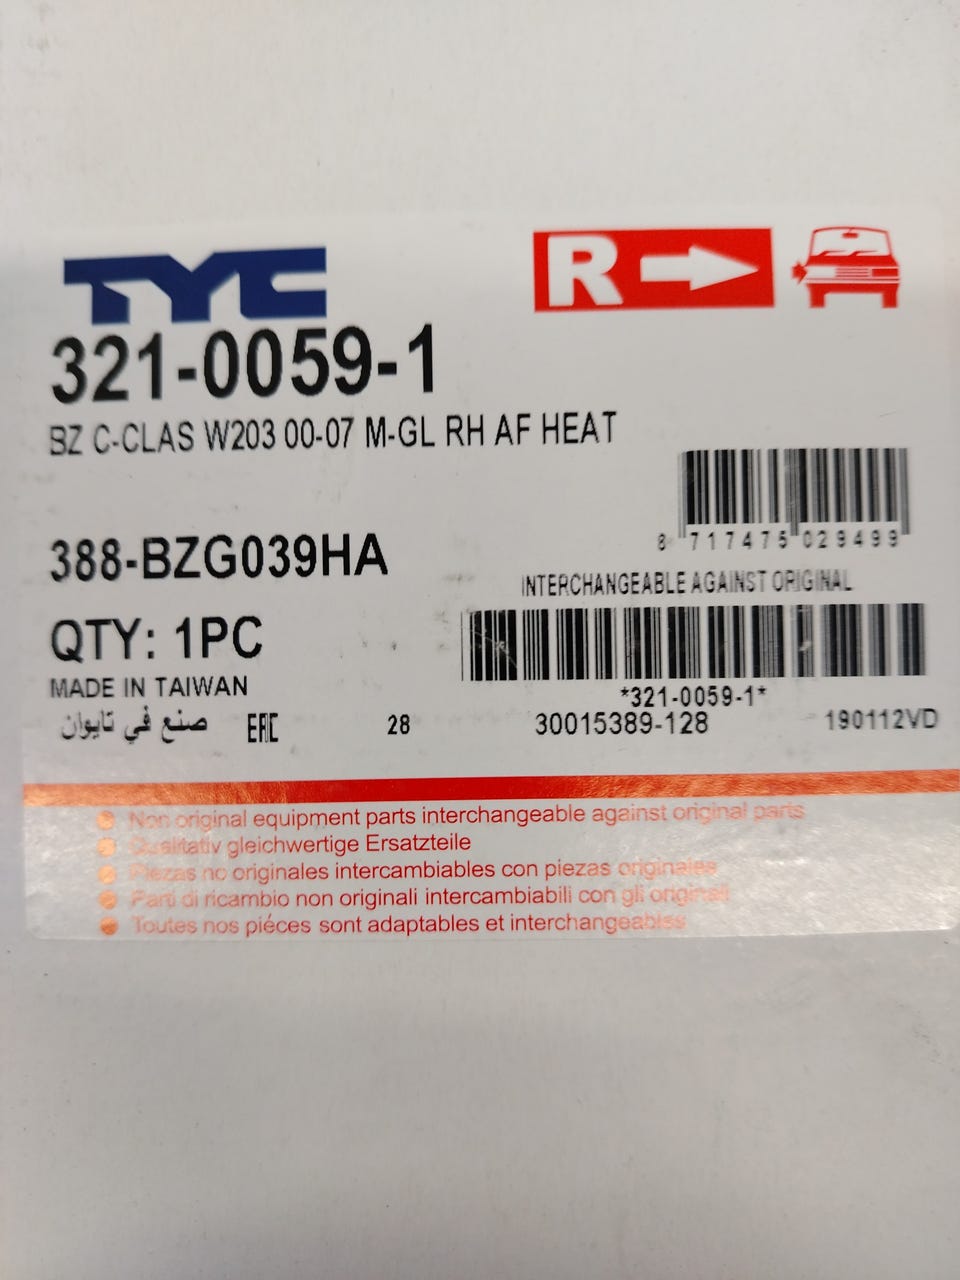 TYC
R
321-0059-1
BZ C-CLAS W203 00-07 M-GL RH AF HEAT
8 717475 029499
388-BZG039HA
INTERCHANGEABLE AGAINST ORIGINAL
QTY: 1PC
MADE IN TAIWAN
*321-0059-1*
صنع في تايوان EAC 28 30015389-128 190112VD
Non original equipment parts interchangeable against original parts
Qualitativ gleichwertige Ersatzteile
Piezas no originales intercambiables con piezas originales
Parti di ricambio non originali intercambiabili con gli originali
Toutes nos piéces sont adaptables et interchangeables